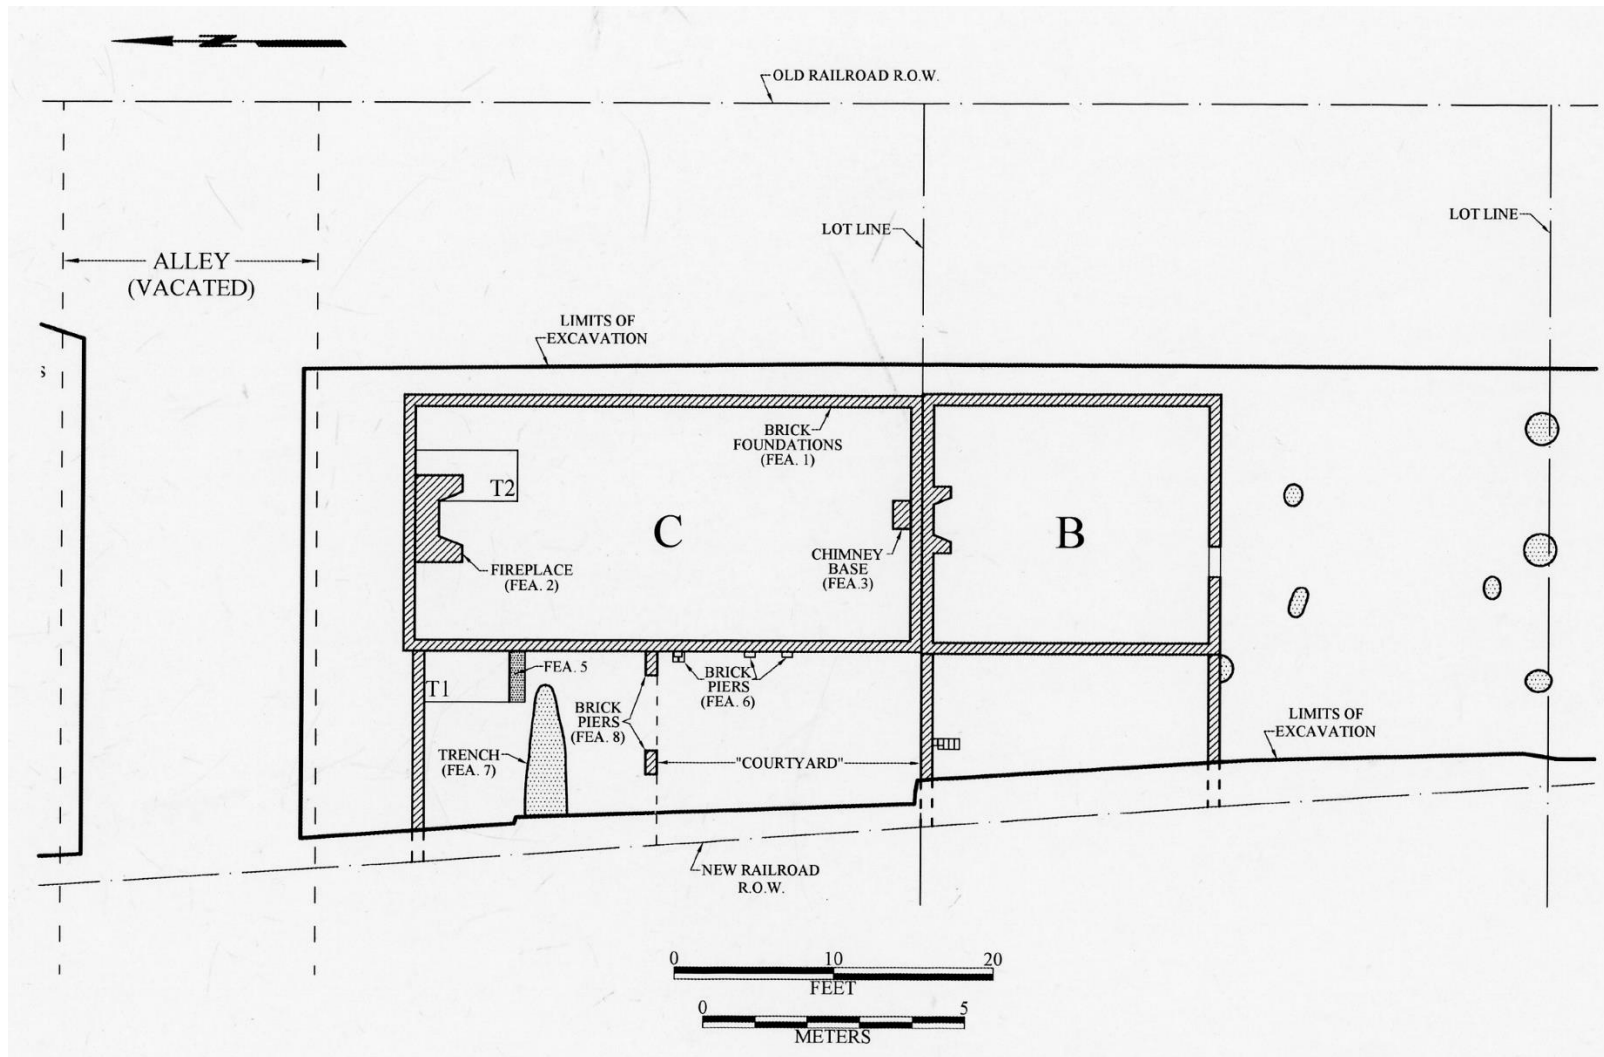 N
OLD RAILROAD R.O.W.
LOT LINE
LOT LINE
ALLEY
(VACATED)
LIMITS OF
EXCAVATION
S
BRICK
FOUNDATIONS
(FEA. 1)
T2
C
B
FIREPLACE
(FEA. 2)
CHIMNEY
BASE
(FEA.3)
FEA. 5
T1
BRICK
PIERS
(FEA. 6)
BRICK
PIERS
(FEA. 8)
TRENCH
(FEA. 7)
"COURTYARD"
LIMITS OF
EXCAVATION
NEW RAILROAD
R.O.W.
0 10 20
FEET
0 5
METERS